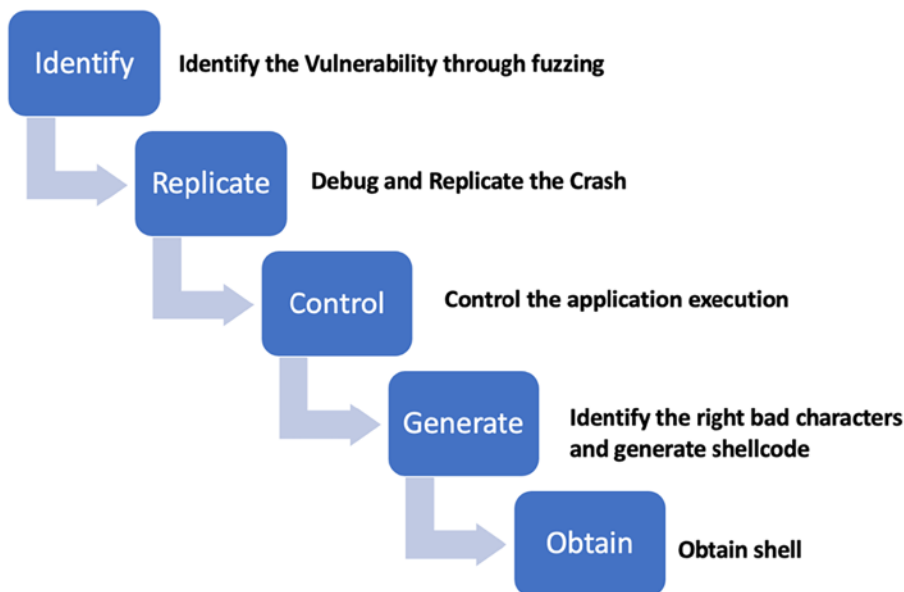 Identify
Identify the Vulnerability through fuzzing
Replicate
Debug and Replicate the Crash
Control
Control the application execution
Generate
Identify the right bad characters
and generate shellcode
Obtain
Obtain shell